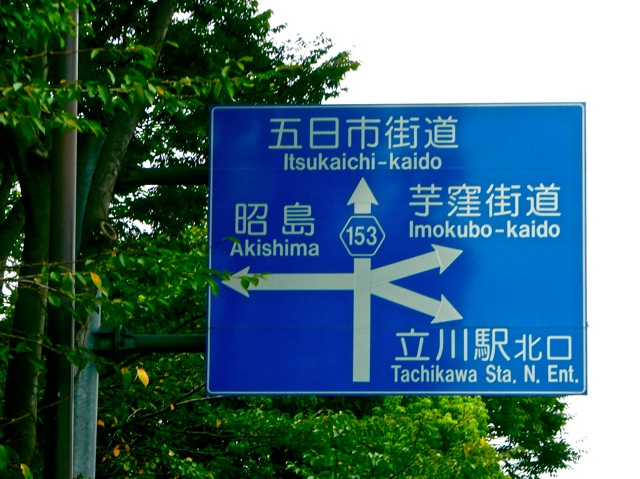 五日市街道
Itsukaichi-kaido
芋窪街道
Imokubo-kaido
昭島
Akishima
153
立川駅北口
Tachikawa Sta. N. Ent.